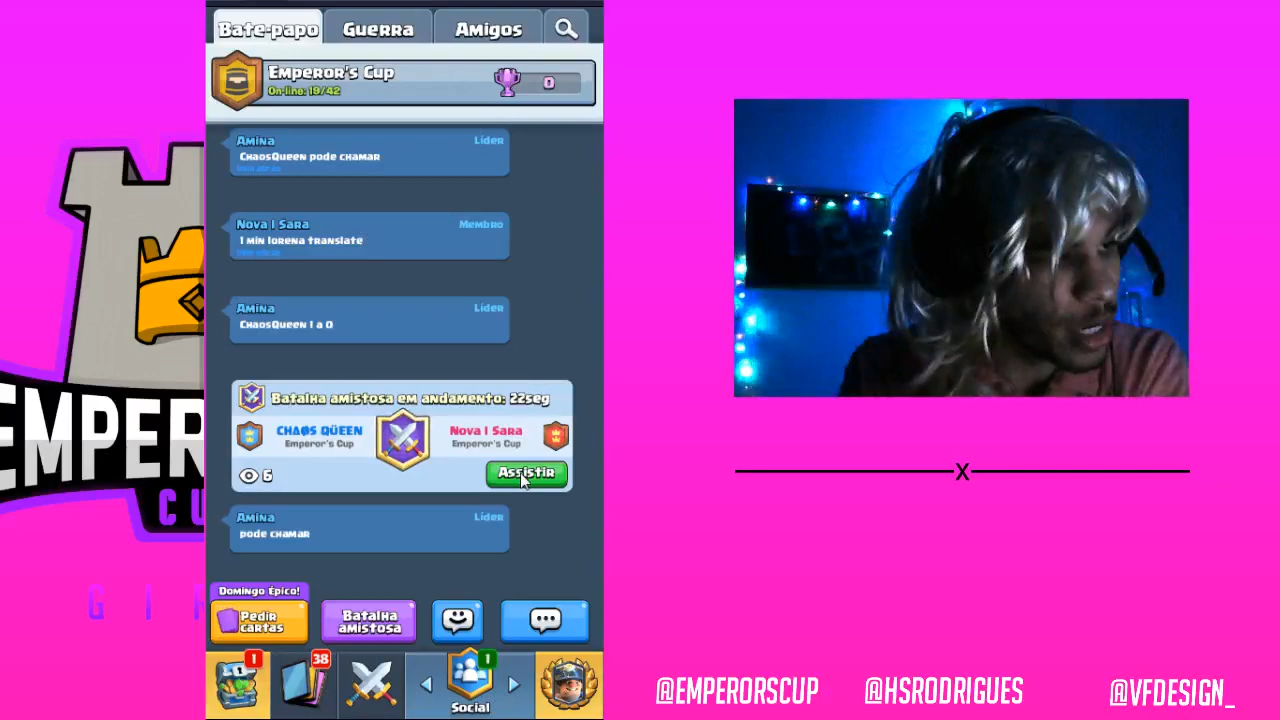 Bate-papo
Guerra
Amigos
Emperor's Cup
0
On-line: 19/42
Amina
Líder
ChaosQueen pode chamar
Nova | Sara
Membro
1 min lorena translate
Amina
Líder
ChaosQueen 1 a 0
Batalha amistosa em andamento: 22seg
CHAØS QÜEEN
Emperor's Cup
Nova | Sara
Emperor's Cup
6
Assistir
Amina
Líder
pode chamar
Domingo Épico!
Pedir cartas
Batalha amistosa
1
38
1
Social
EMPER
CU
G I R
X
@EMPERORSCUP
@HSRODRIGUES
@VFDESIGN_